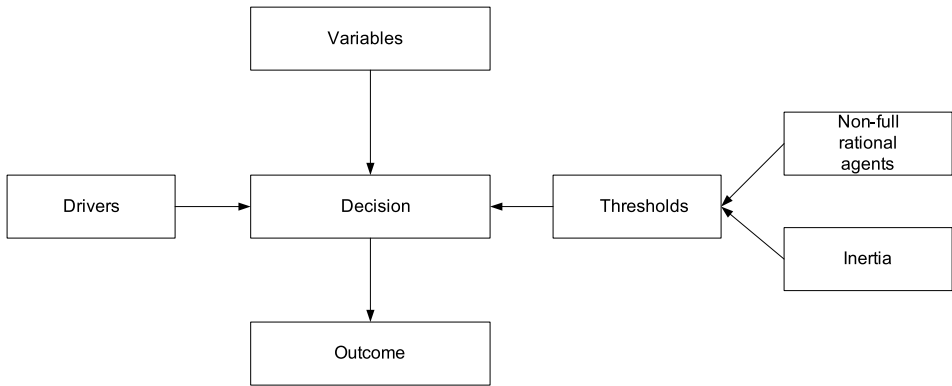 Variables
Non-full
rational
agents
Drivers
Decision
Thresholds
Inertia
Outcome